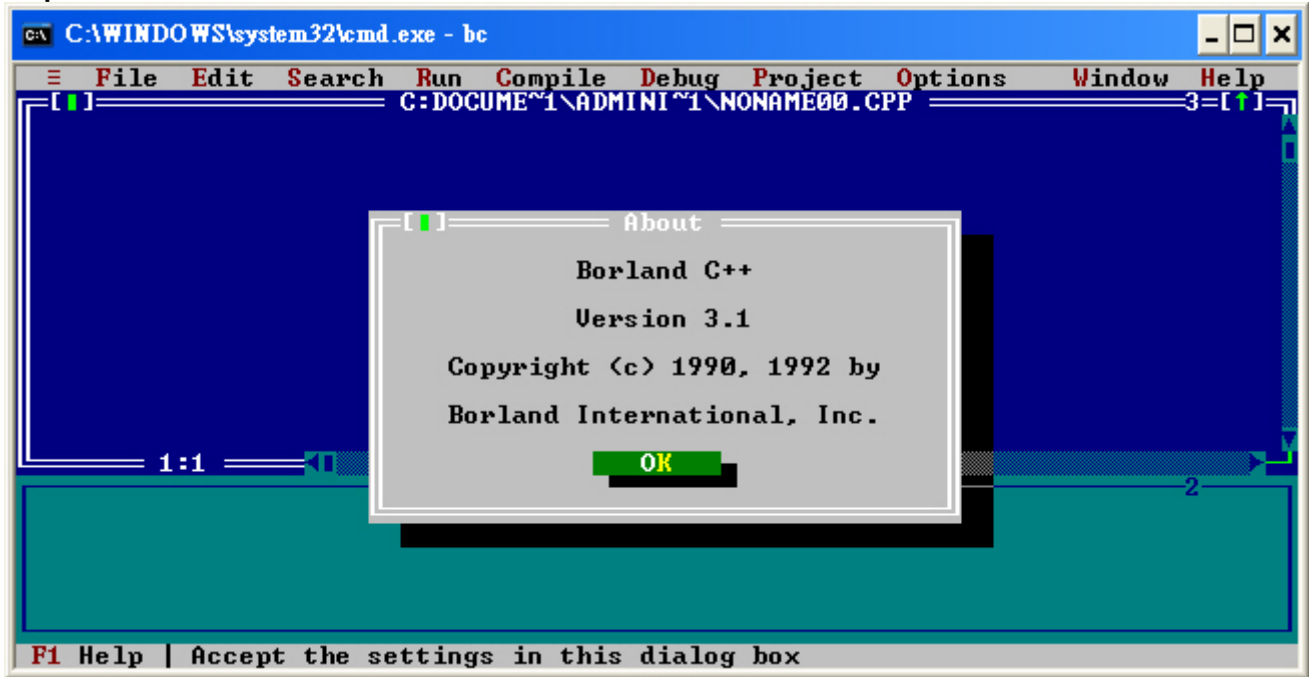 C:\WINDOWS\system32\cmd.exe - bc
≡ File Edit Search Run Compile Debug Project Options Window Help
[▮] C:DOCUME~1\ADMINI~1\NONAME00.CPP 3=[↑]
[▮] About
Borland C++
Version 3.1
Copyright (c) 1990, 1992 by
Borland International, Inc.
OK
1:1
2
F1 Help | Accept the settings in this dialog box